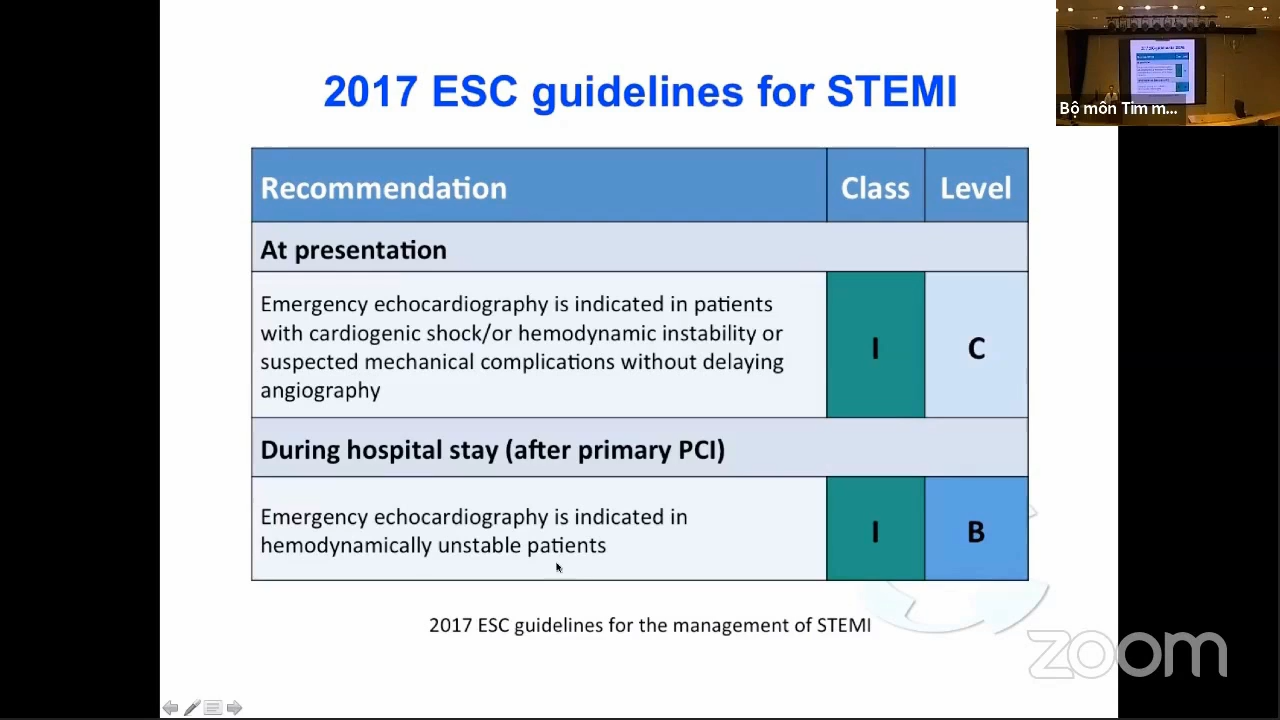 2017 ESC guidelines for STEMI
Recommendation Class Level
At presentation
Emergency echocardiography is indicated in patients
with cardiogenic shock/or hemodynamic instability or
suspected mechanical complications without delaying
angiography
I C
During hospital stay (after primary PCI)
Emergency echocardiography is indicated in
hemodynamically unstable patients
I B
2017 ESC guidelines for the management of STEMI
Bộ môn Tim m...
zoom